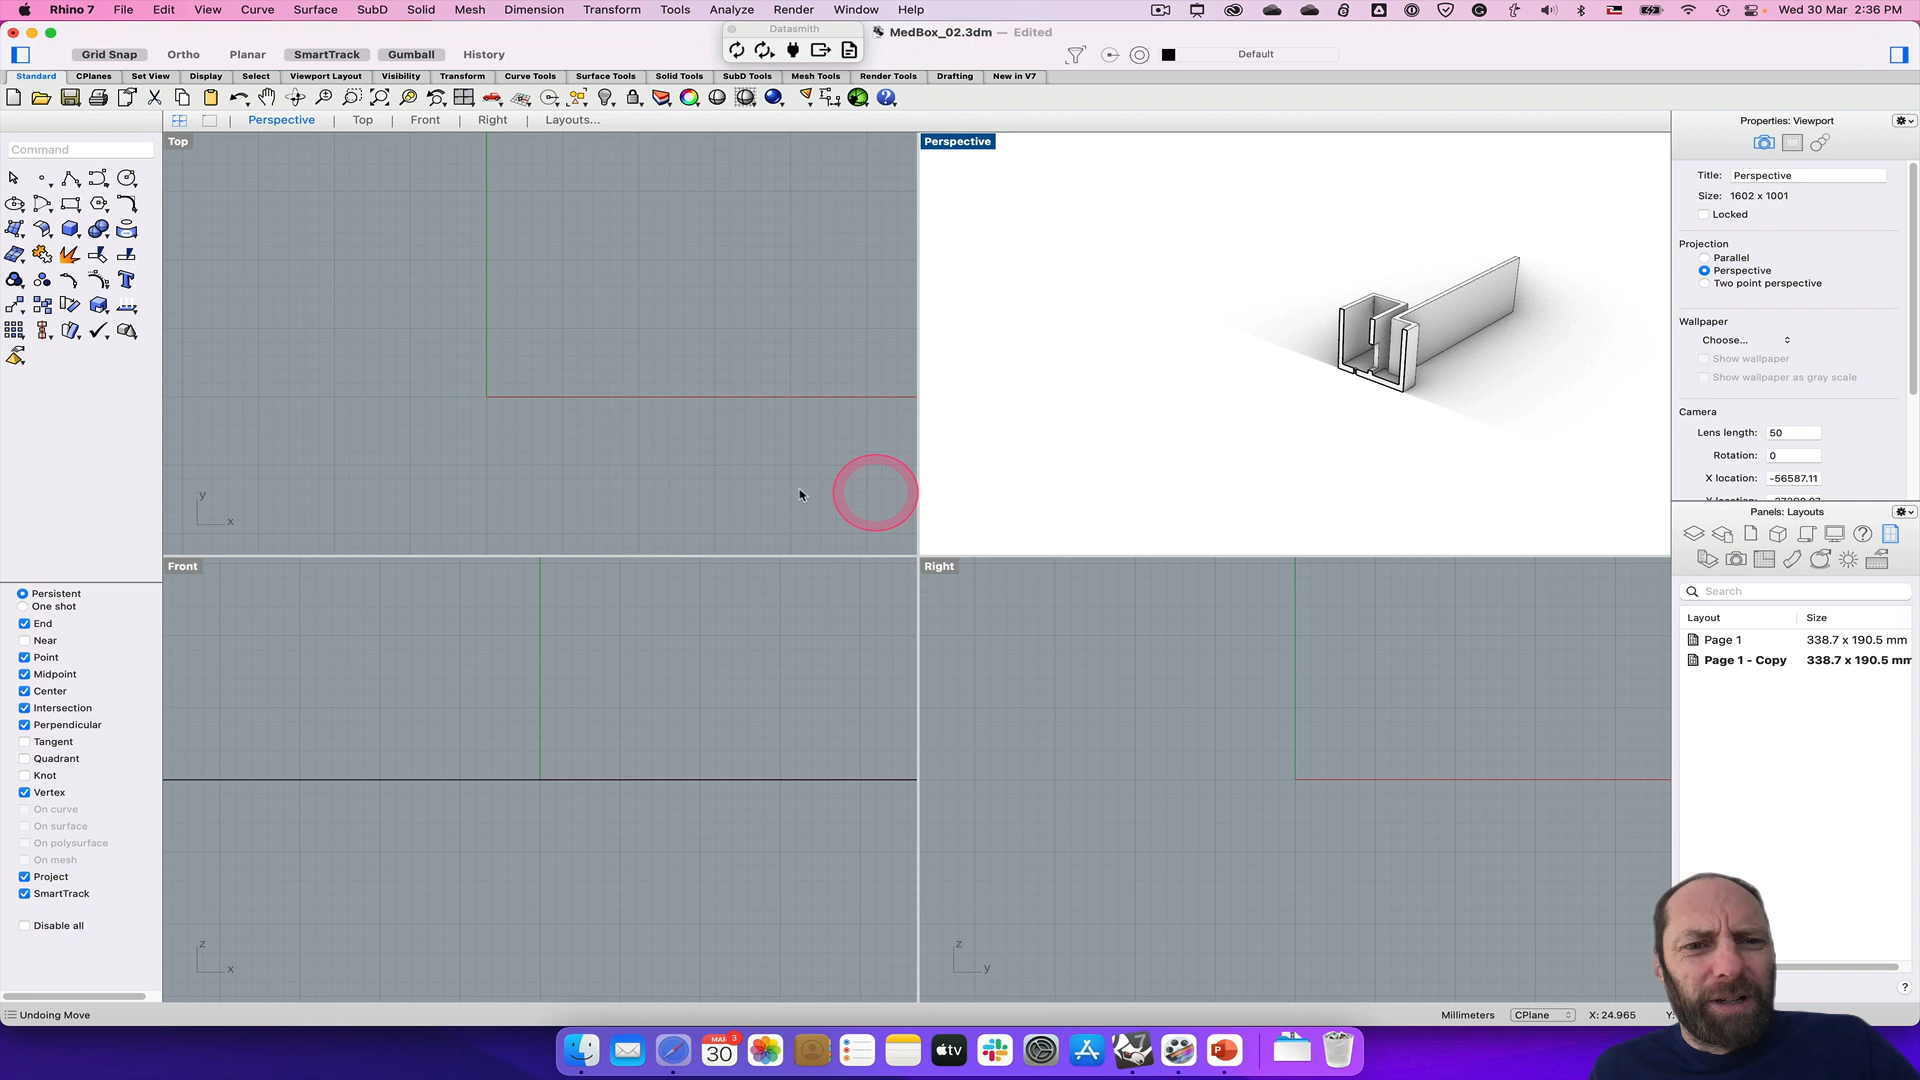 Rhino 7 File Edit View Curve Surface SubD Solid Mesh Dimension Transform Tools Analyze Render Window Help Wed 30 Mar 2:36 PM
Datasmith
MedBox_02.3dm — Edited
Grid Snap Ortho Planar SmartTrack Gumball History Default
Standard CPlanes Set View Display Select Viewport Layout Visibility Transform Curve Tools Surface Tools Solid Tools SubD Tools Mesh Tools Render Tools Drafting New in V7
Perspective Top Front Right Layouts...
Command
Top
y
x
Perspective
Front
z
x
Right
z
y
Persistent
One shot
End
Near
Point
Midpoint
Center
Intersection
Perpendicular
Tangent
Quadrant
Knot
Vertex
On curve
On surface
On polysurface
On mesh
Project
SmartTrack
Disable all
Properties: Viewport
Title: Perspective
Size: 1602 x 1001
Locked
Projection
Parallel
Perspective
Two point perspective
Wallpaper
Choose...
Show wallpaper
Show wallpaper as gray scale
Camera
Lens length: 50
Rotation: 0
X location: -56587.11
Panels: Layouts
Search
Layout Size
Page 1 338.7 x 190.5 mm
Page 1 - Copy 338.7 x 190.5 mm
?
Undoing Move Millimeters CPlane X: 24.965 Y:
MAR 3
30
tv
7
P